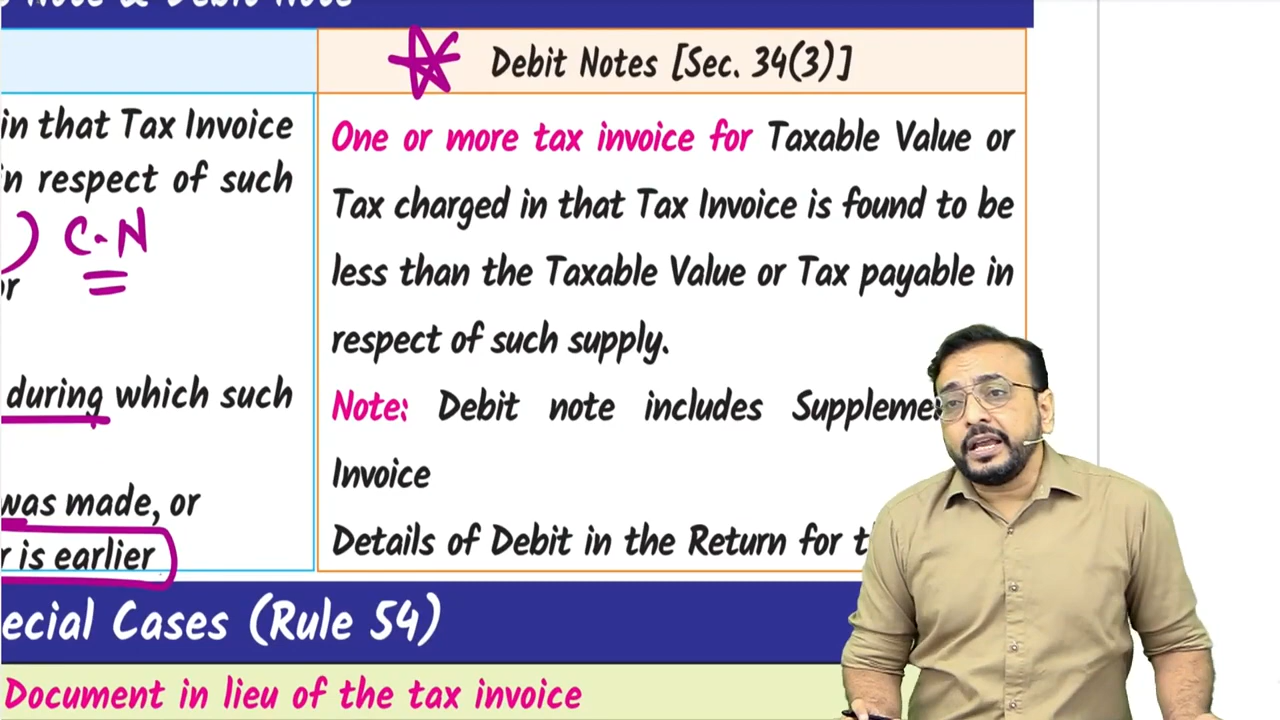 & Debit Note
Debit Notes [Sec. 34(3)]
in that Tax Invoice
in respect of such
C-N
or
during which such
was made, or
r is earlier
One or more tax invoice for Taxable Value or
Tax charged in that Tax Invoice is found to be
less than the Taxable Value or Tax payable in
respect of such supply.
Note: Debit note includes Suppleme
Invoice
Details of Debit in the Return for t
ecial Cases (Rule 54)
Document in lieu of the tax invoice